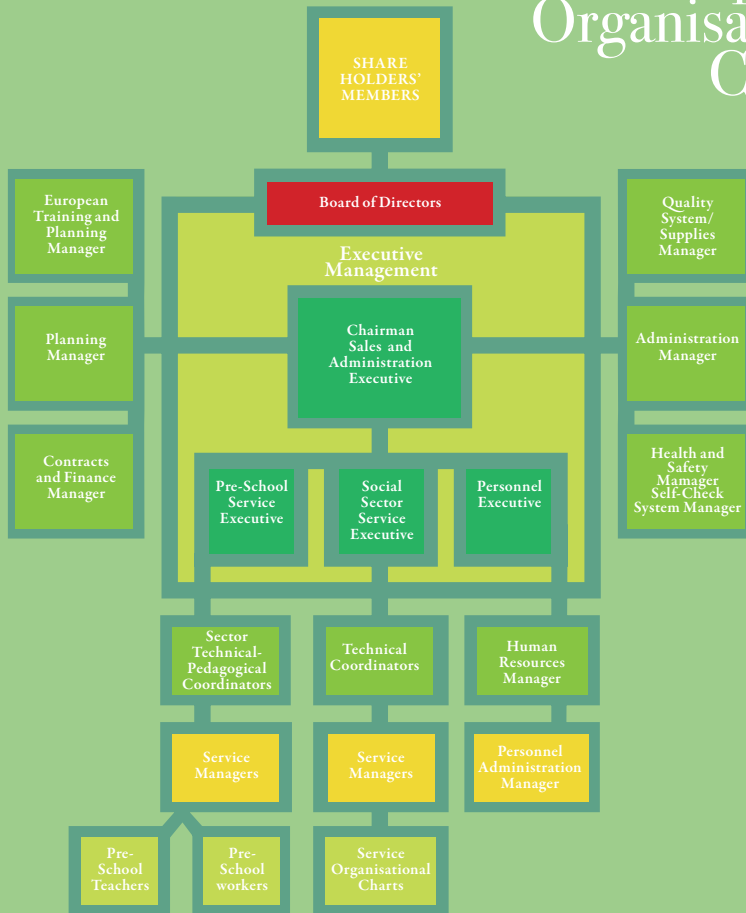 Organisa
C
SHARE
HOLDERS'
MEMBERS
Board of Directors
Executive
Management
European
Training and
Planning
Manager
Quality
System/
Supplies
Manager
Chairman
Sales and
Administration
Executive
Planning
Manager
Administration
Manager
Contracts
and Finance
Manager
Health and
Safety
Mamager
Self-Check
System Manager
Pre-School
Service
Executive
Social
Sector
Service
Executive
Personnel
Executive
Sector
Technical-
Pedagogical
Coordinators
Technical
Coordinators
Human
Resources
Manager
Service
Managers
Service
Managers
Personnel
Administration
Manager
Pre-
School
Teachers
Pre-
School
workers
Service
Organisational
Charts